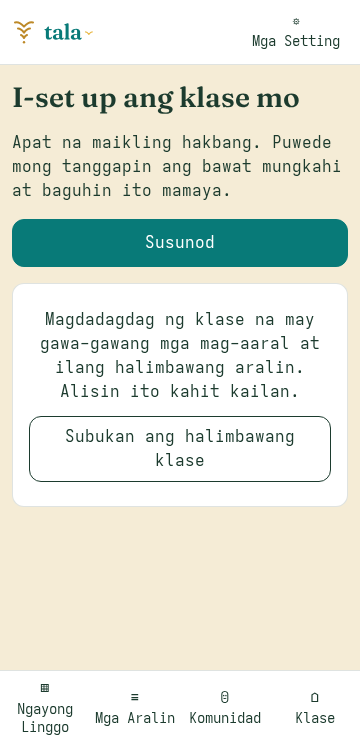 tala
Mga Setting
I-set up ang klase mo
Apat na maikling hakbang. Puwede
mong tanggapin ang bawat mungkahi
at baguhin ito mamaya.
Susunod
Magdadagdag ng klase na may
gawa-gawang mga mag-aaral at
ilang halimbawang aralin.
Alisin ito kahit kailan.
Subukan ang halimbawang
klase
Ngayong
Linggo
Mga Aralin
Komunidad
Klase